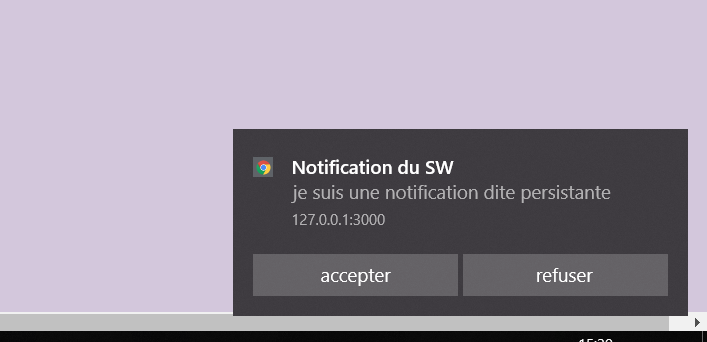 Notification du SW
je suis une notification dite persistante
127.0.0.1:3000
accepter
refuser